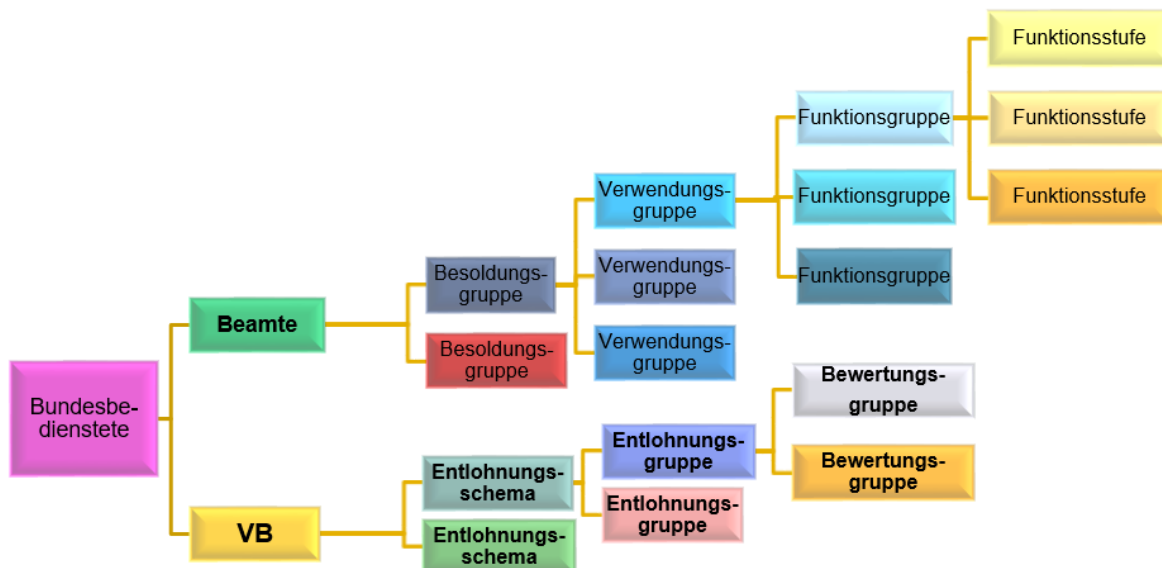 Bundesbe-
dienstete
Beamte
Besoldungs-
gruppe
Besoldungs-
gruppe
Verwendungs-
gruppe
Verwendungs-
gruppe
Verwendungs-
gruppe
Funktionsgruppe
Funktionsgruppe
Funktionsgruppe
Funktionsstufe
Funktionsstufe
Funktionsstufe
VB
Entlohnungs-
schema
Entlohnungs-
schema
Entlohnungs-
gruppe
Entlohnungs-
gruppe
Bewertungs-
gruppe
Bewertungs-
gruppe